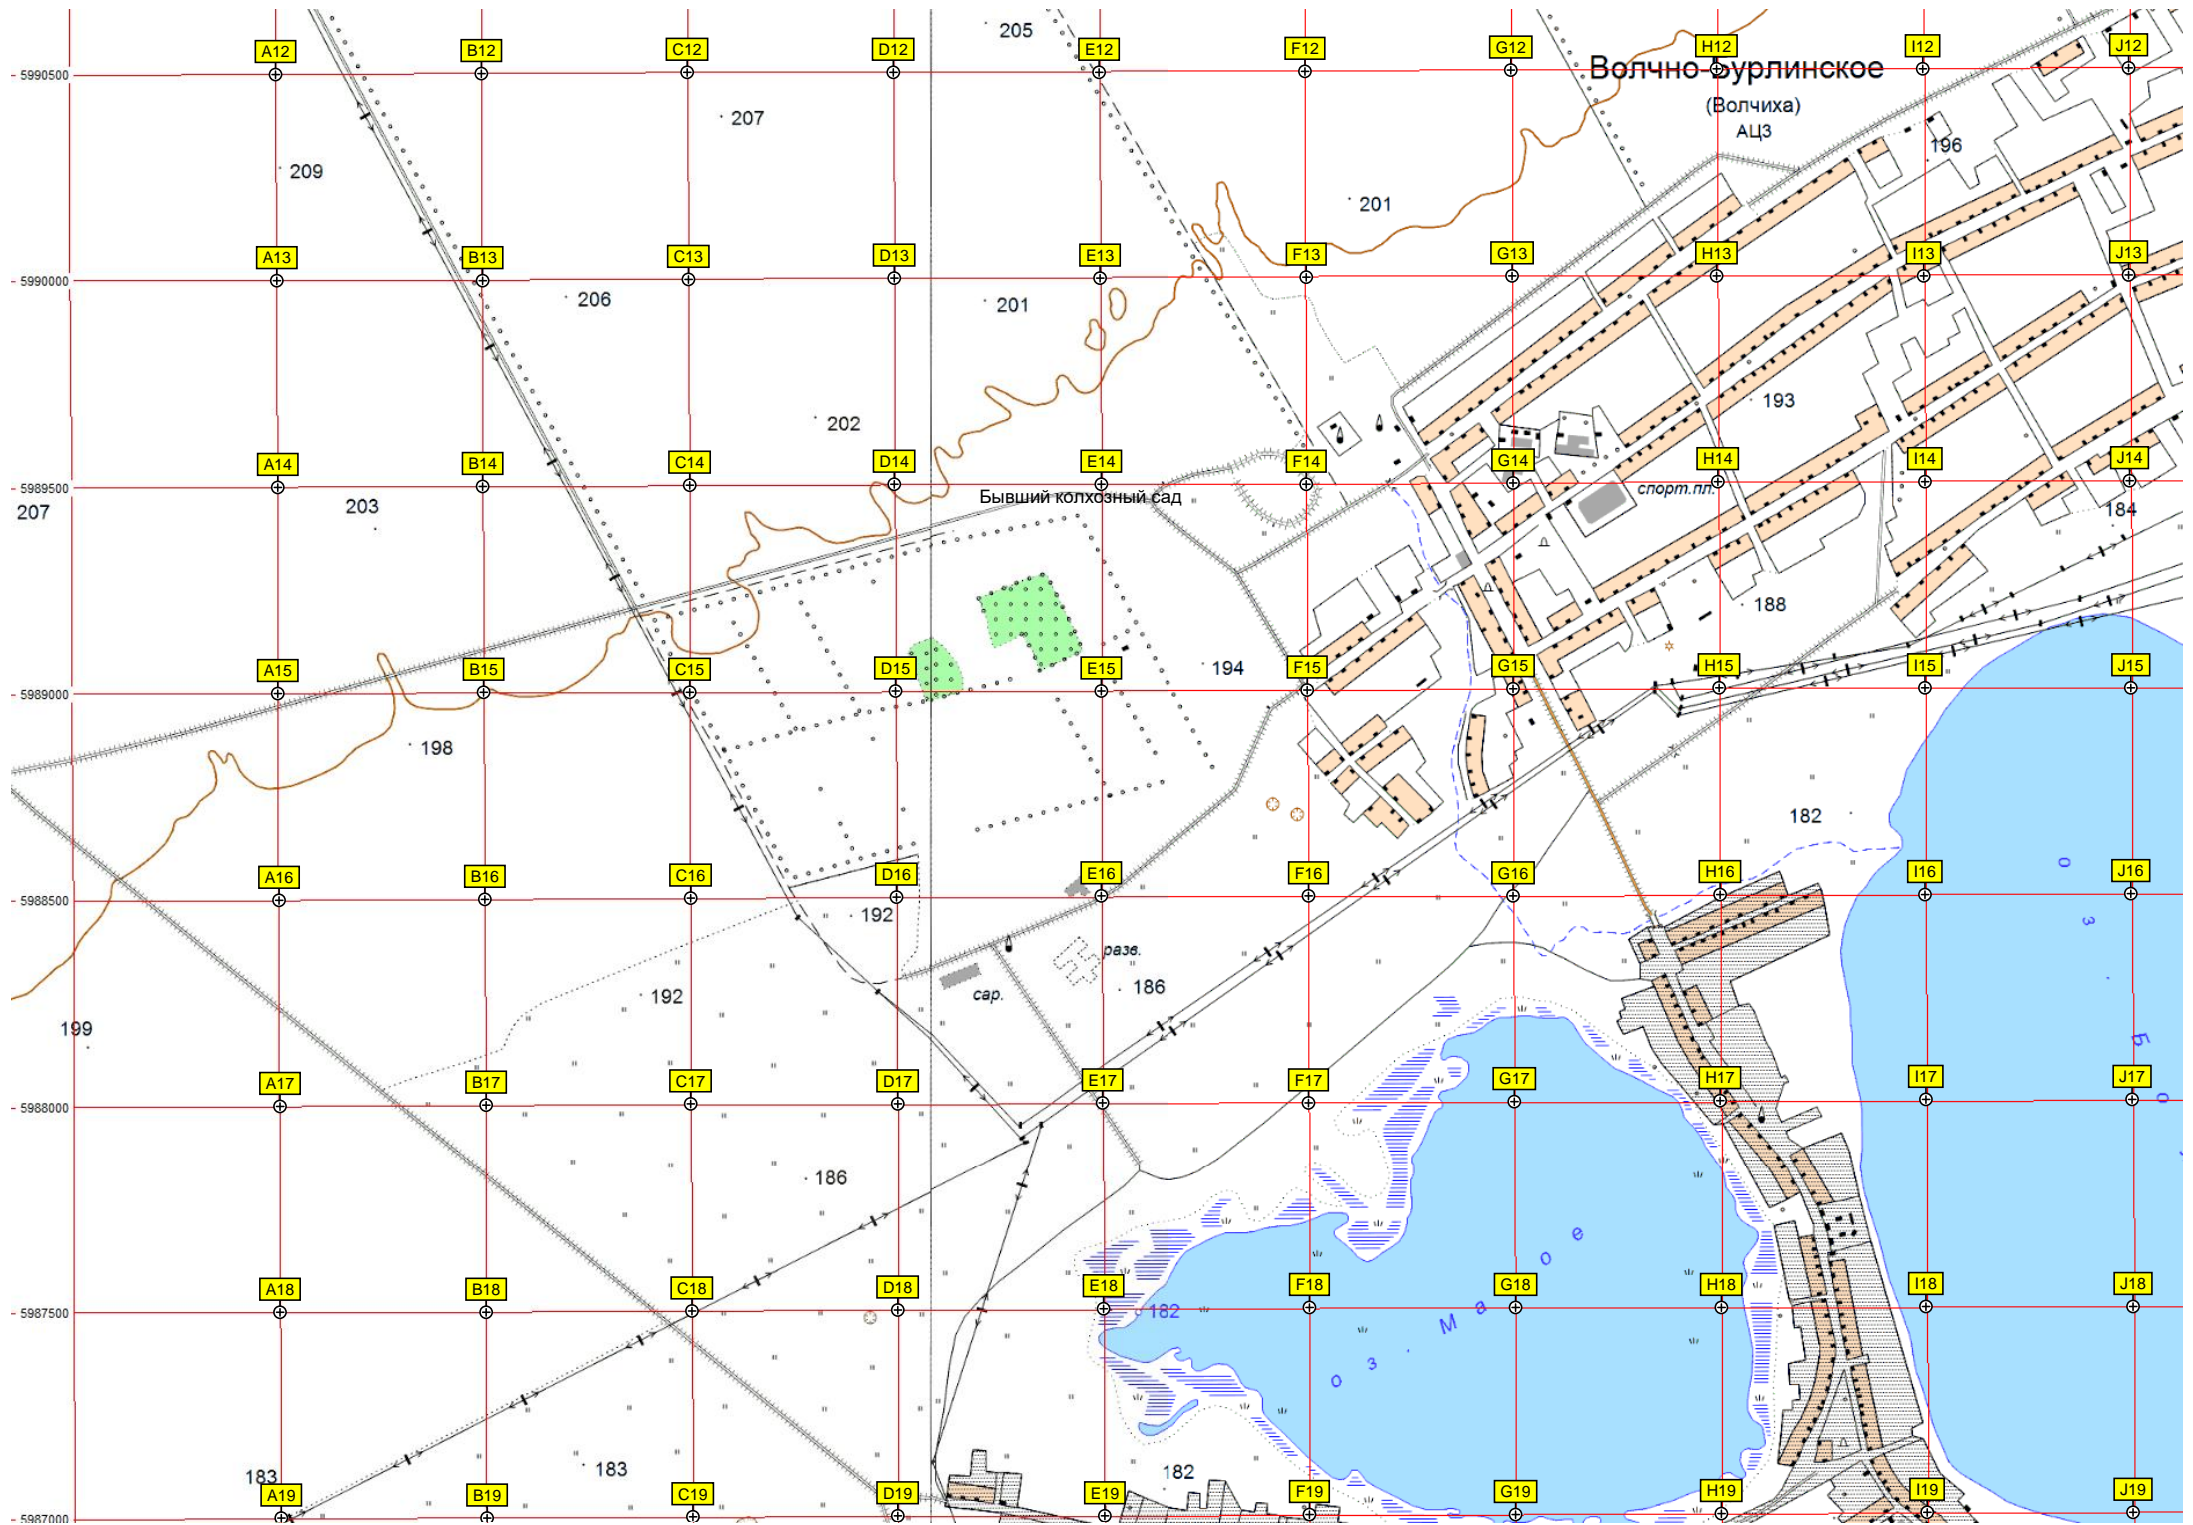 205
A12 B12 C12 D12 E12 F12 G12 H12 I12 J12
5990500
Волчно-Бурлинское
(Волчиха)
АЦЗ
207
196
209
201
A13 B13 C13 D13 E13 F13 G13 H13 I13 J13
5990000
206
201
193
202
A14 B14 C14 D14 E14 F14 G14 H14 I14 J14
5989500
спорт.пл.
Бывший колхозный сад
207
203
184
188
194
A15 B15 C15 D15 E15 F15 G15 H15 I15 J15
5989000
198
182
A16 B16 C16 D16 E16 F16 G16 H16 I16 J16
5988500
192
разв.
186
сар.
192
199
о з . Б о
A17 B17 C17 D17 E17 F17 G17 H17 I17 J17
5988000
186
A18 B18 C18 D18 E18 F18 G18 H18 I18 J18
5987500
182
о з . М а о е
183
183
182
A19 B19 C19 D19 E19 F19 G19 H19 I19 J19
5987000